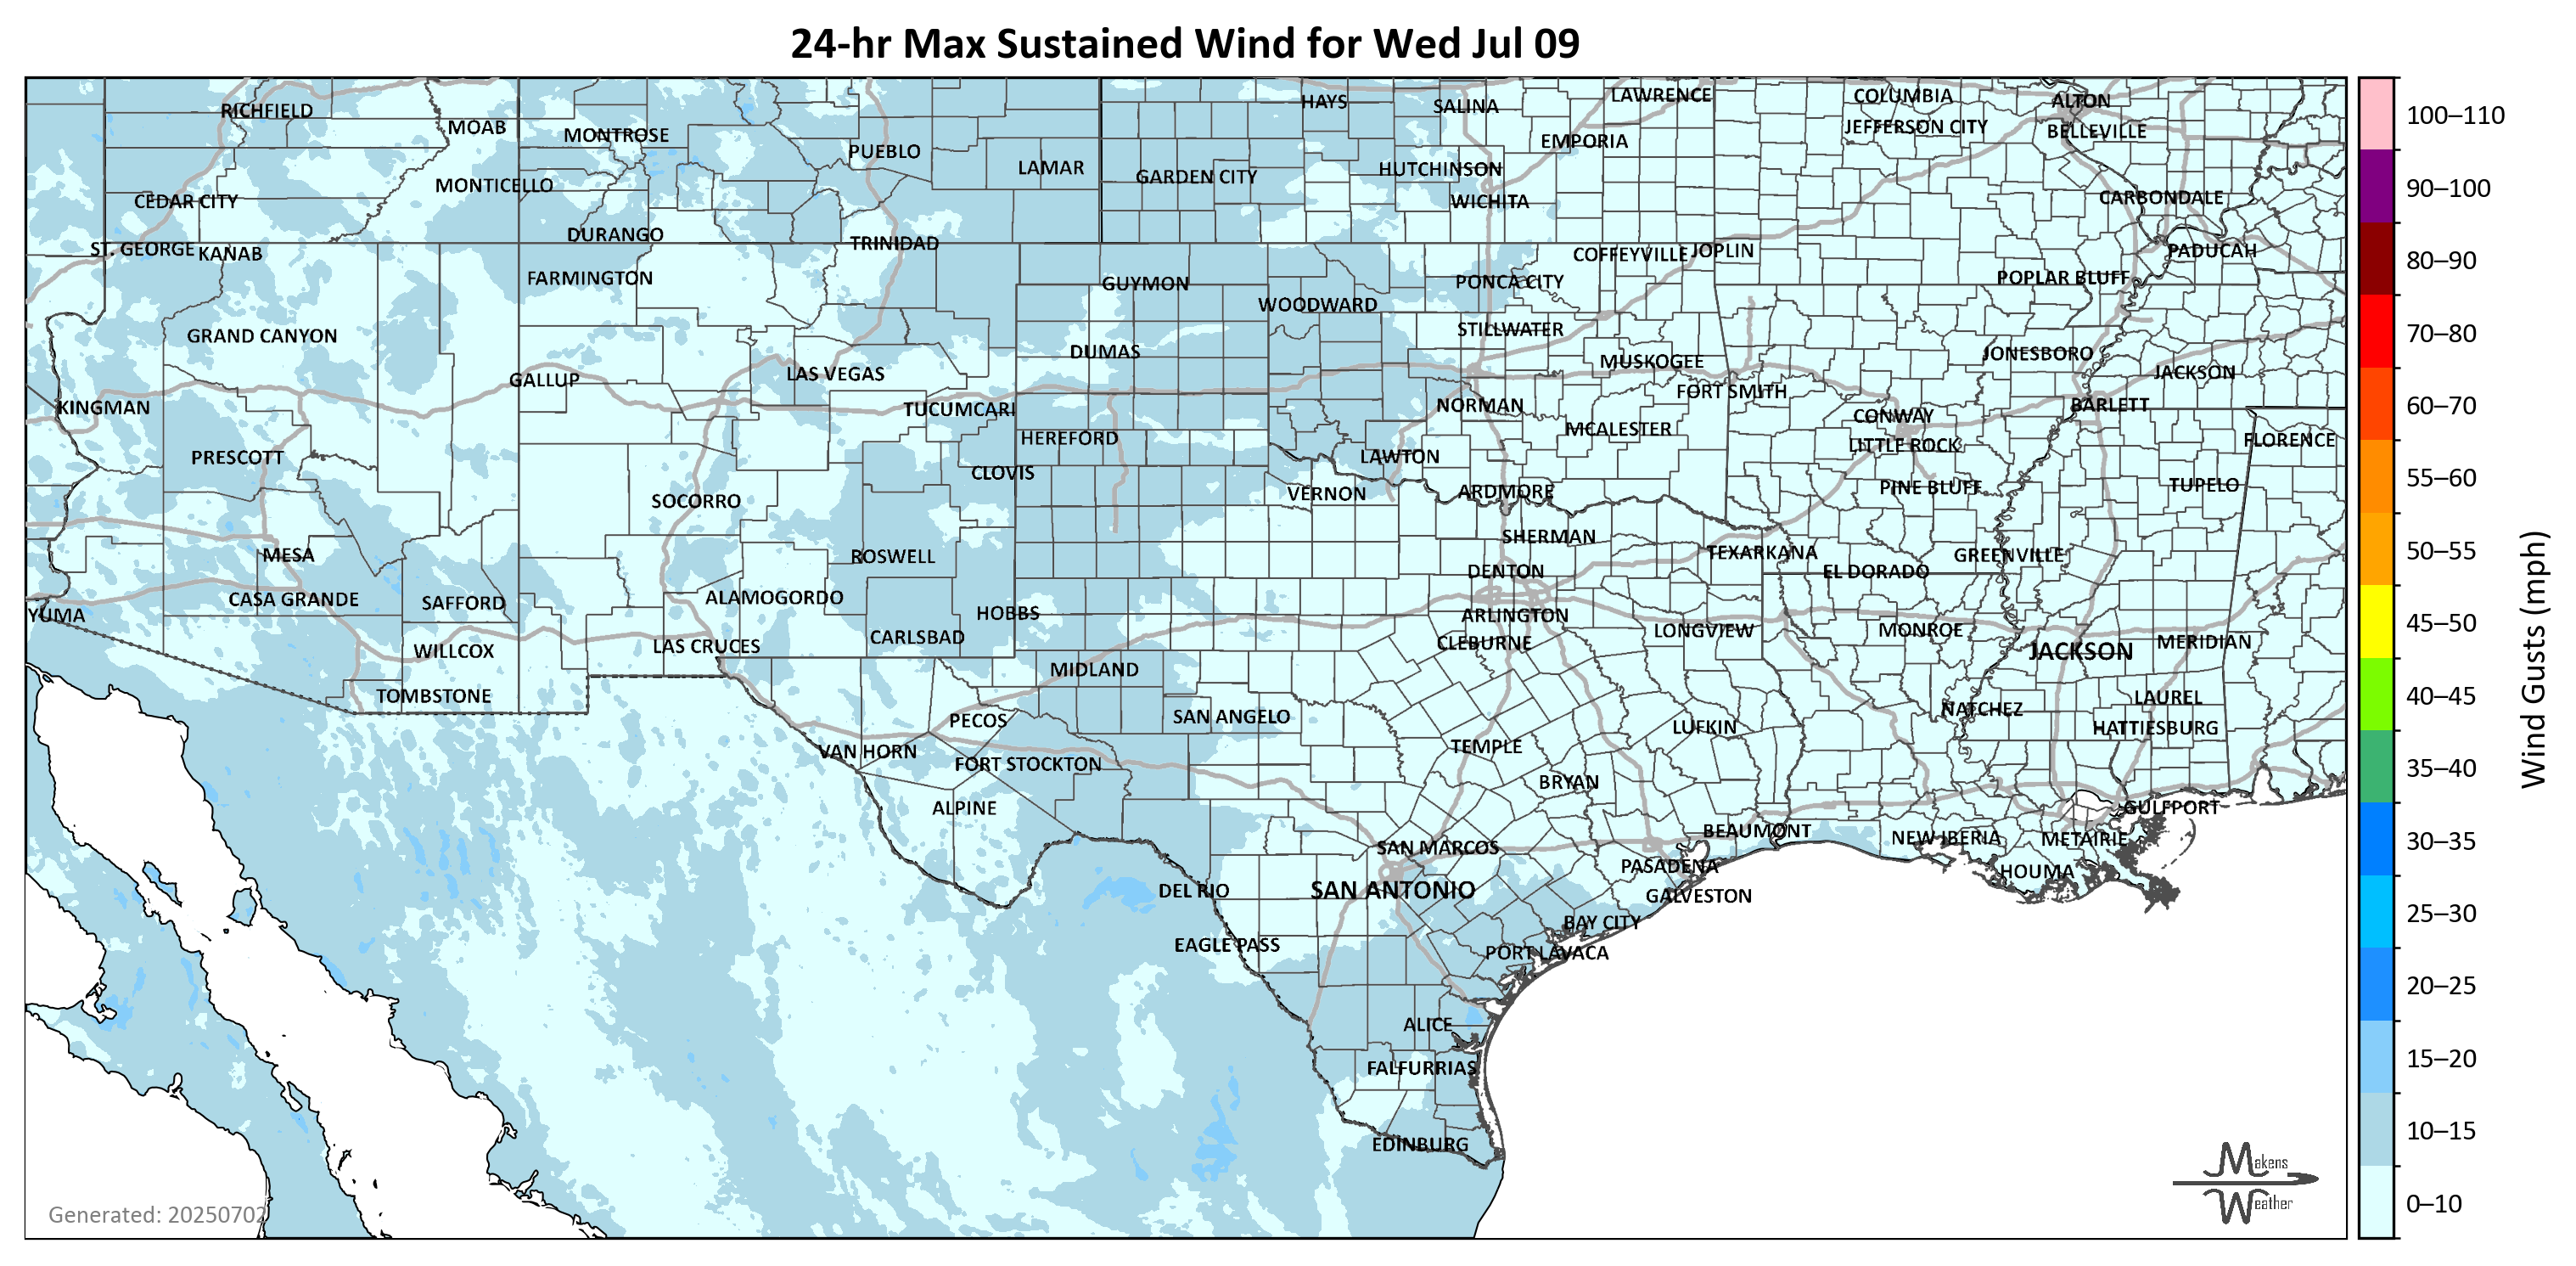 24-hr Max Sustained Wind for Wed Jul 09
RICHFIELD
MOAB
MONTROSE
PUEBLO
LAMAR
HAYS
SALINA
LAWRENCE
COLUMBIA
ALTON
JEFFERSON CITY
BELLEVILLE
EMPORIA
HUTCHINSON
GARDEN CITY
MONTICELLO
CEDAR CITY
WICHITA
CARBONDALE
DURANGO
TRINIDAD
ST. GEORGE
KANAB
COFFEYVILLE
JOPLIN
PADUCAH
FARMINGTON
GUYMON
PONCA CITY
POPLAR BLUFF
WOODWARD
GRAND CANYON
STILLWATER
DUMAS
MUSKOGEE
JONESBORO
JACKSON
GALLUP
LAS VEGAS
FORT SMITH
KINGMAN
TUCUMCARI
NORMAN
CONWAY
BARLETT
MCALESTER
HEREFORD
LITTLE ROCK
FLORENCE
PRESCOTT
CLOVIS
LAWTON
SOCORRO
VERNON
ARDMORE
PINE BLUFF
TUPELO
SHERMAN
MESA
ROSWELL
TEXARKANA
GREENVILLE
DENTON
EL DORADO
CASA GRANDE
SAFFORD
ALAMOGORDO
YUMA
HOBBS
ARLINGTON
CARLSBAD
LONGVIEW
MONROE
WILLCOX
LAS CRUCES
CLEBURNE
JACKSON
MERIDIAN
MIDLAND
TOMBSTONE
LAUREL
PECOS
SAN ANGELO
NATCHEZ
LUFKIN
HATTIESBURG
VAN HORN
FORT STOCKTON
TEMPLE
BRYAN
ALPINE
GULFPORT
BEAUMONT
NEW IBERIA
METAIRIE
SAN MARCOS
PASADENA
HOUMA
DEL RIO
SAN ANTONIO
GALVESTON
BAY CITY
EAGLE PASS
PORT LAVACA
ALICE
FALFURRIAS
EDINBURG
Generated: 20250702
Makens
Weather
100–110
90–100
80–90
70–80
60–70
55–60
50–55
45–50
40–45
35–40
30–35
25–30
20–25
15–20
10–15
0–10
Wind Gusts (mph)